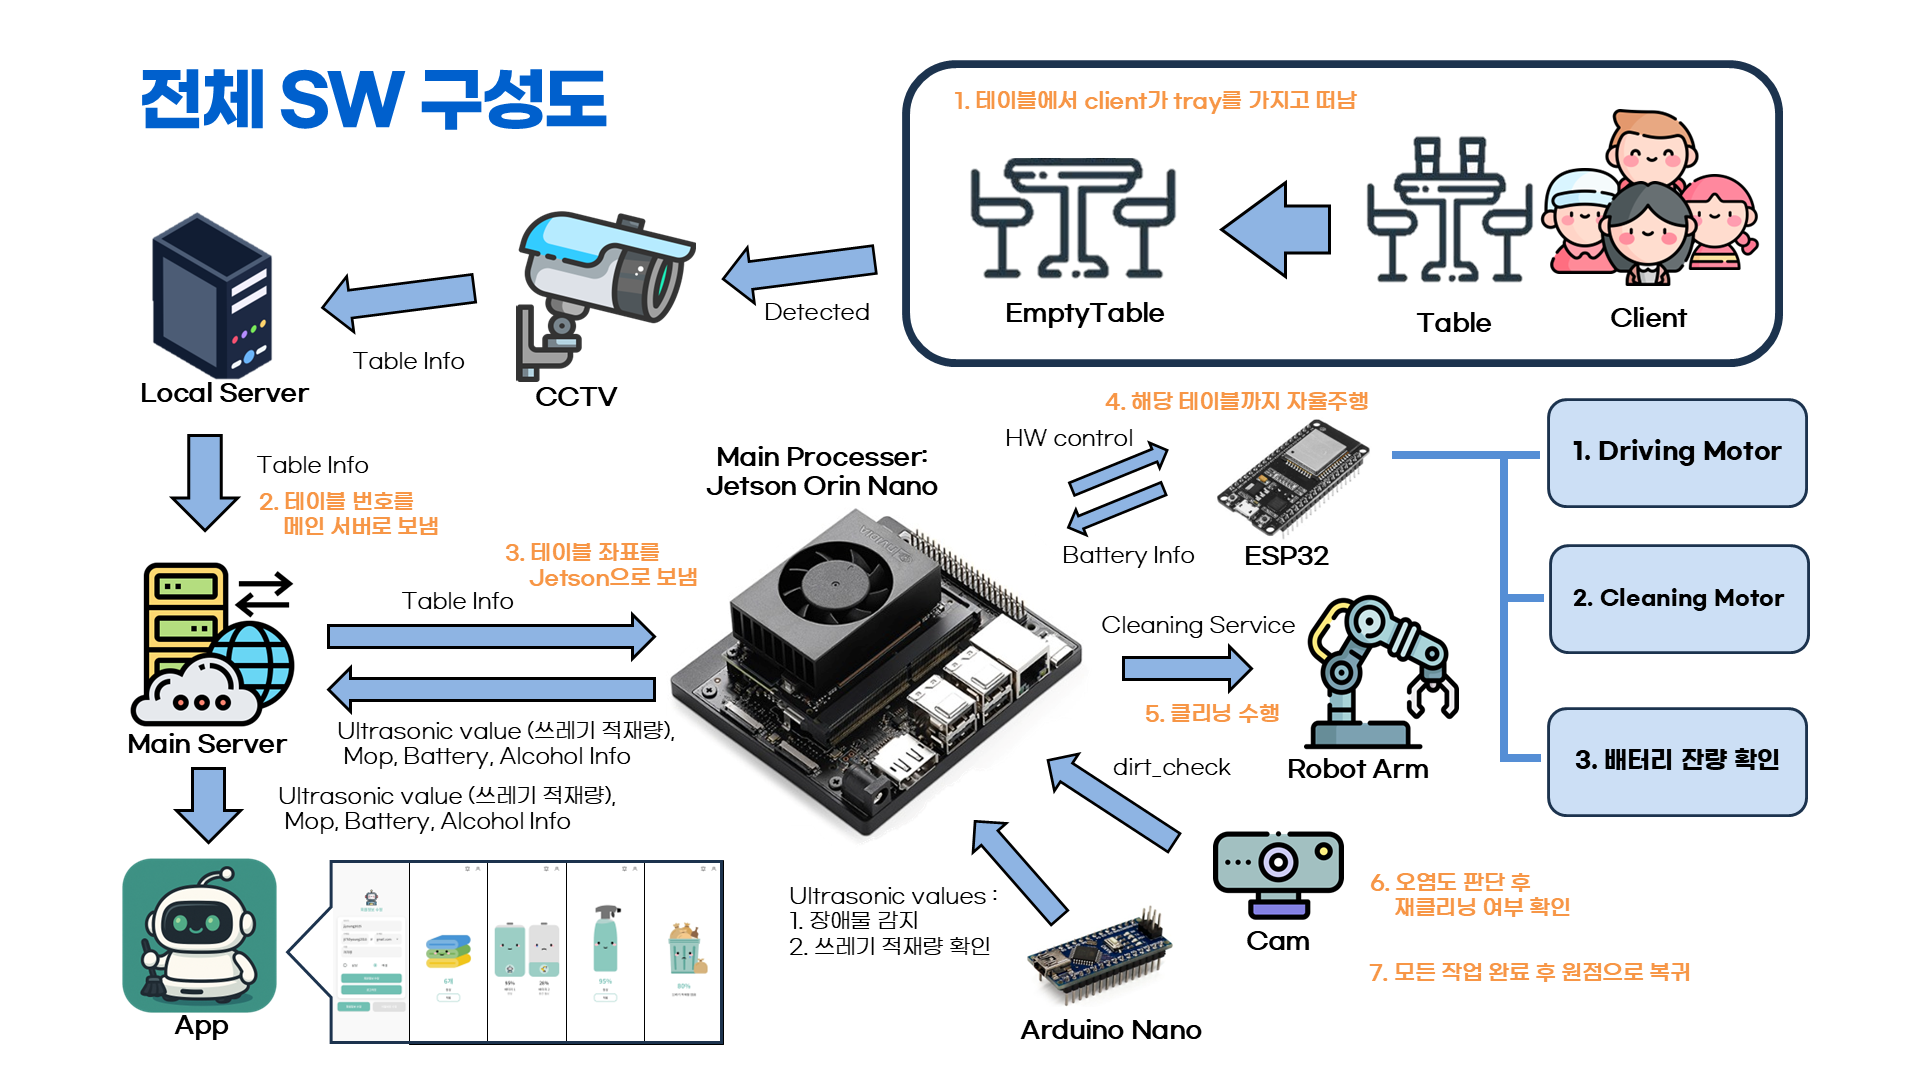 전체 SW 구성도
1. 테이블에서 client가 tray를 가지고 떠남
EmptyTable
Table
Client
Detected
CCTV
Table Info
Local Server
Table Info
2. 테이블 번호를
메인 서버로 보냄
Main Server
3. 테이블 좌표를
Jetson으로 보냄
Table Info
Ultrasonic value (쓰레기 적재량),
Mop, Battery, Alcohol Info
Ultrasonic value (쓰레기 적재량),
Mop, Battery, Alcohol Info
App
6개
95%
80%
Main Processer:
Jetson Orin Nano
4. 해당 테이블까지 자율주행
HW control
Battery Info
ESP32
1. Driving Motor
2. Cleaning Motor
3. 배터리 잔량 확인
Cleaning Service
5. 클리닝 수행
Robot Arm
dirt_check
Cam
6. 오염도 판단 후
재클리닝 여부 확인
7. 모든 작업 완료 후 원점으로 복귀
Ultrasonic values :
1. 장애물 감지
2. 쓰레기 적재량 확인
Arduino Nano